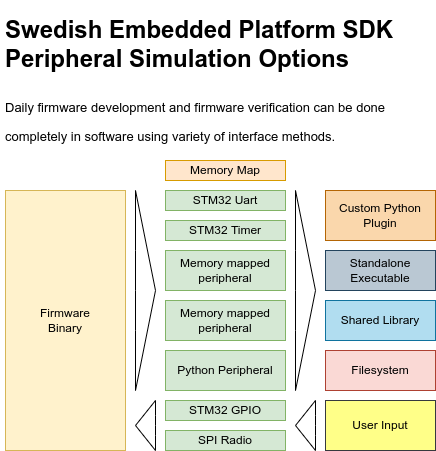 Swedish Embedded Platform SDK
Peripheral Simulation Options
Daily firmware development and firmware verification can be done
completely in software using variety of interface methods.
Memory Map
Firmware
Binary
STM32 Uart
STM32 Timer
Memory mapped
peripheral
Memory mapped
peripheral
Python Peripheral
STM32 GPIO
SPI Radio
Custom Python
Plugin
Standalone
Executable
Shared Library
Filesystem
User Input